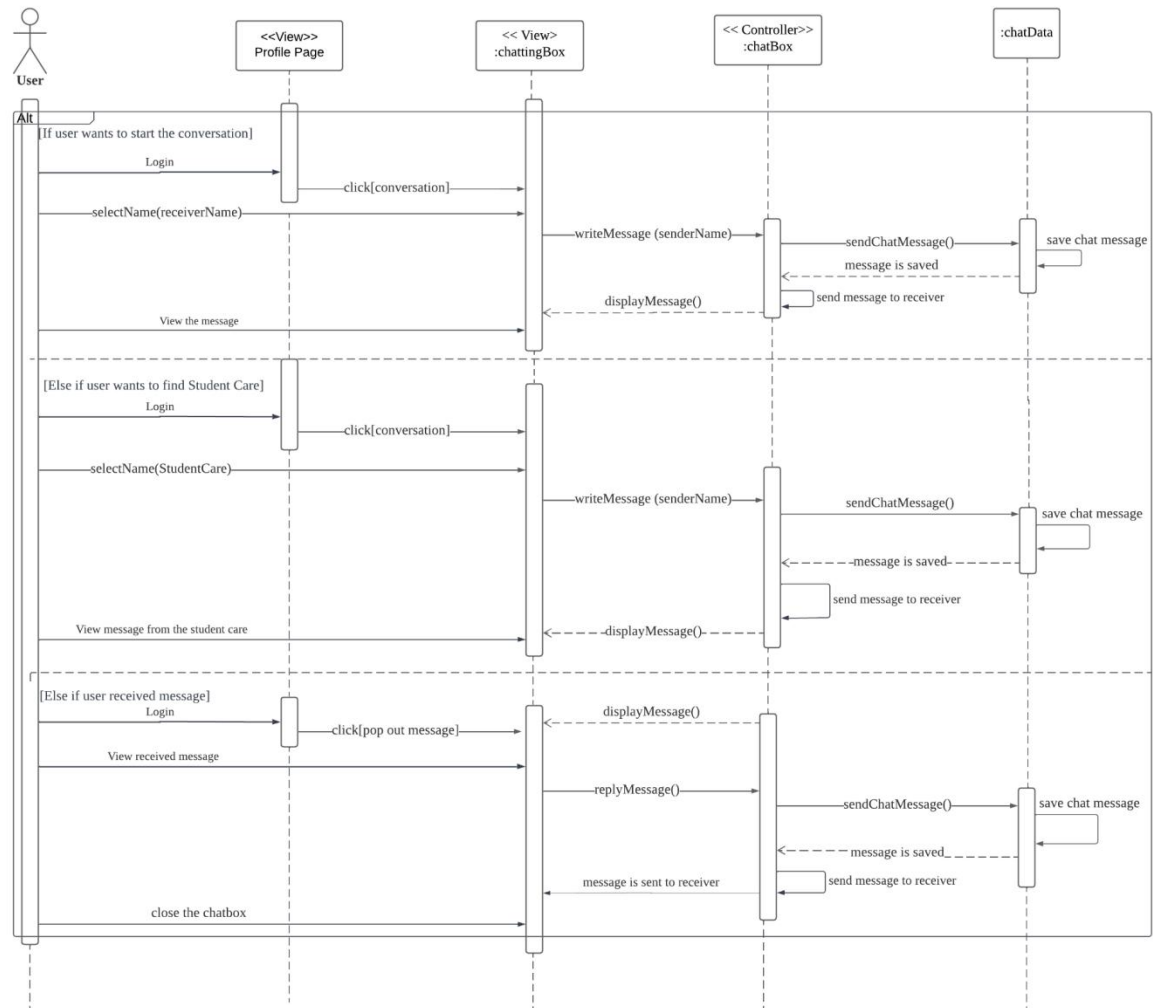 <<View>>
Profile Page
<< View>
:chattingBox
<< Controller>>
:chatBox
:chatData
User
Alt
[If user wants to start the conversation]
Login
click[conversation]
selectName(receiverName)
writeMessage (senderName)
sendChatMessage()
save chat message
message is saved
send message to receiver
displayMessage()
View the message
[Else if user wants to find Student Care]
Login
click[conversation]
selectName(StudentCare)
writeMessage (senderName)
sendChatMessage()
save chat message
message is saved
send message to receiver
displayMessage()
View message from the student care
[Else if user received message]
Login
displayMessage()
click[pop out message]
View received message
replyMessage()
sendChatMessage()
save chat message
message is saved
send message to receiver
message is sent to receiver
close the chatbox